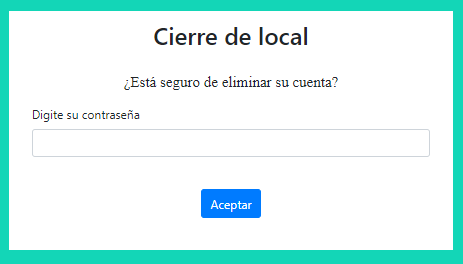 Cierre de local
¿Está seguro de eliminar su cuenta?
Digite su contraseña
Aceptar